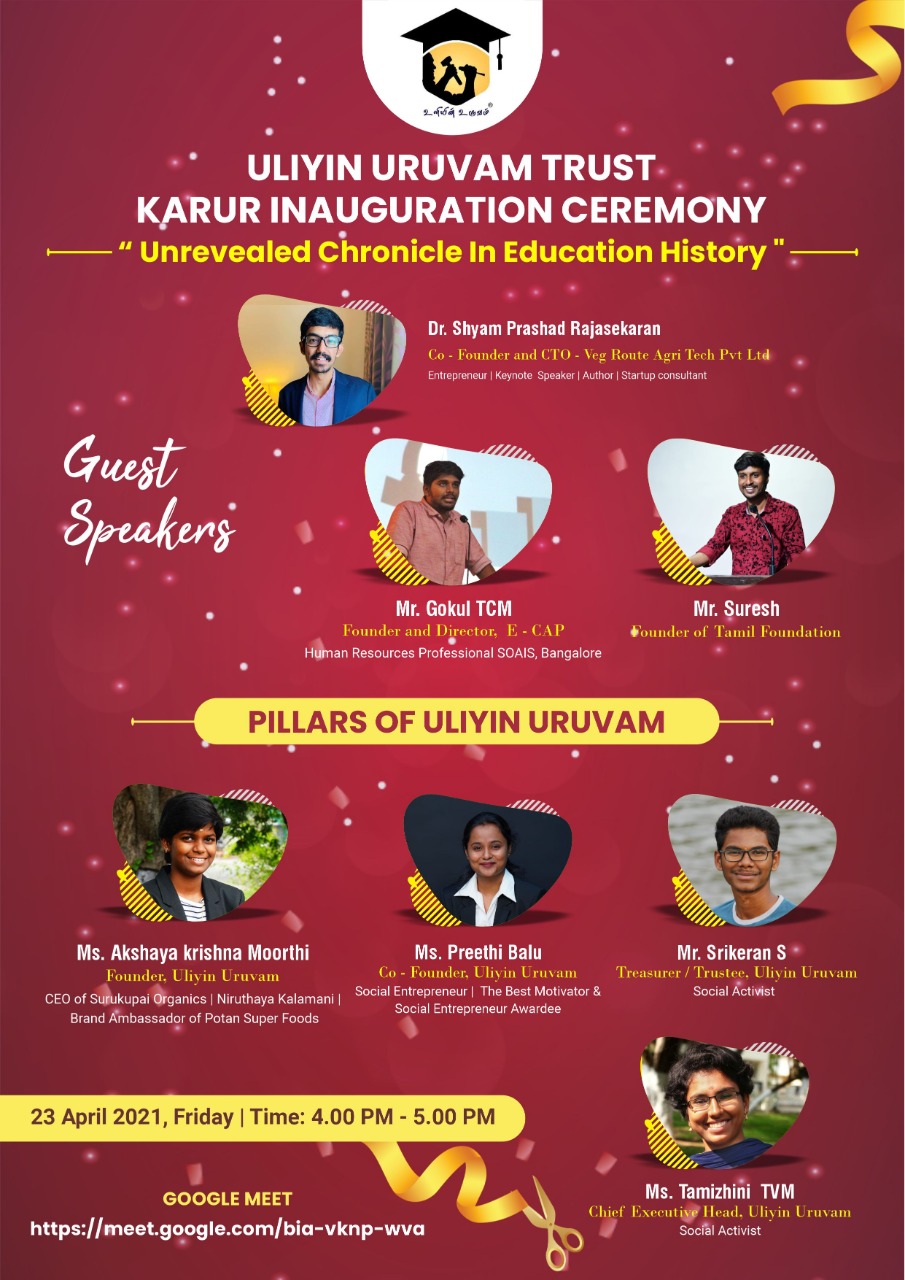 உளியின் உருவம்®
ULIYIN URUVAM TRUST
KARUR INAUGURATION CEREMONY
“ Unrevealed Chronicle In Education History "
Dr. Shyam Prashad Rajasekaran
Co - Founder and CTO - Veg Route Agri Tech Pvt Ltd
Entrepreneur | Keynote Speaker | Author | Startup consultant
Guest
Speakers
Mr. Gokul TCM
Founder and Director, E - CAP
Human Resources Professional SOAIS, Bangalore
Mr. Suresh
Founder of Tamil Foundation
PILLARS OF ULIYIN URUVAM
Ms. Akshaya krishna Moorthi
Founder, Uliyin Uruvam
CEO of Surukupai Organics | Niruthaya Kalamani |
Brand Ambassador of Potan Super Foods
Ms. Preethi Balu
Co - Founder, Uliyin Uruvam
Social Entrepreneur | The Best Motivator &
Social Entrepreneur Awardee
Mr. Srikeran S
Treasurer / Trustee, Uliyin Uruvam
Social Activist
Ms. Tamizhini TVM
Chief Executive Head, Uliyin Uruvam
Social Activist
23 April 2021, Friday | Time: 4.00 PM - 5.00 PM
GOOGLE MEET
https://meet.google.com/bia-vknp-wva